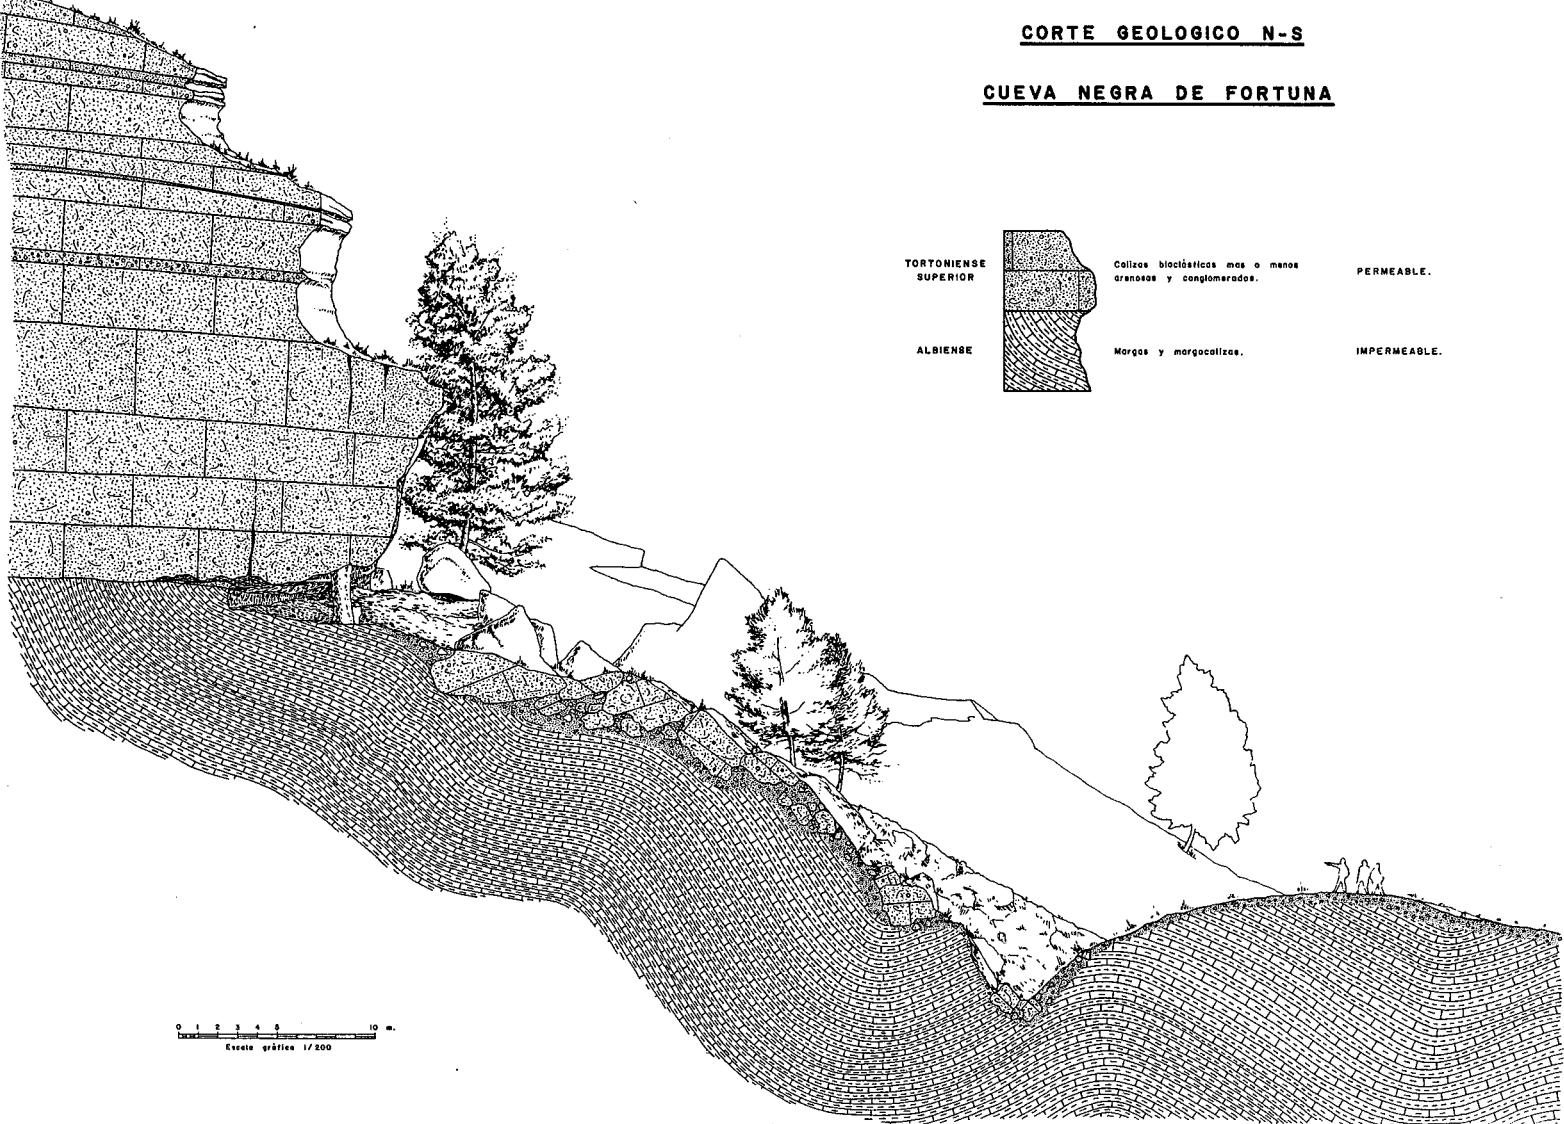 CORTE GEOLOGICO N-S
CUEVA NEGRA DE FORTUNA
TORTONIENSE
SUPERIOR
Calizas bioclásticas mas o menos
arenosas y conglomerados.
PERMEABLE.
ALBIENSE
Margas y margocalizas.
IMPERMEABLE.
0 1 2 3 4 5 10 m.
Escala gráfica 1/200